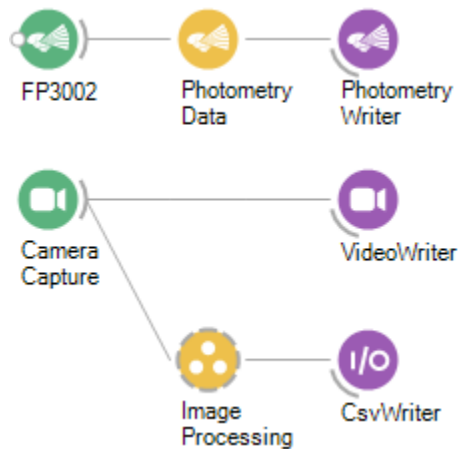 FP3002
Photometry
Data
Photometry
Writer
Camera
Capture
VideoWriter
I/O
Image
Processing
CsvWriter